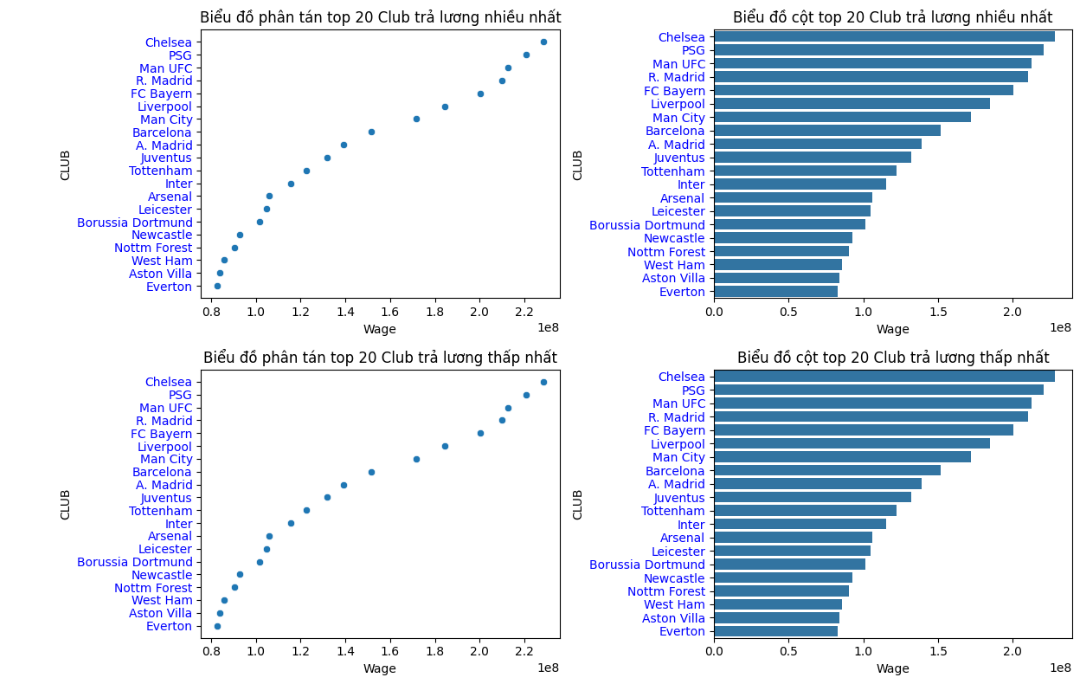 Biểu đồ phân tán top 20 Club trả lương nhiều nhất
CLUB
Chelsea
PSG
Man UFC
R. Madrid
FC Bayern
Liverpool
Man City
Barcelona
A. Madrid
Juventus
Tottenham
Inter
Arsenal
Leicester
Borussia Dortmund
Newcastle
Nottm Forest
West Ham
Aston Villa
Everton
0.8 1.0 1.2 1.4 1.6 1.8 2.0 2.2
1e8
Wage
Biểu đồ cột top 20 Club trả lương nhiều nhất
CLUB
Chelsea
PSG
Man UFC
R. Madrid
FC Bayern
Liverpool
Man City
Barcelona
A. Madrid
Juventus
Tottenham
Inter
Arsenal
Leicester
Borussia Dortmund
Newcastle
Nottm Forest
West Ham
Aston Villa
Everton
0.0 0.5 1.0 1.5 2.0
1e8
Wage
Biểu đồ phân tán top 20 Club trả lương thấp nhất
CLUB
Chelsea
PSG
Man UFC
R. Madrid
FC Bayern
Liverpool
Man City
Barcelona
A. Madrid
Juventus
Tottenham
Inter
Arsenal
Leicester
Borussia Dortmund
Newcastle
Nottm Forest
West Ham
Aston Villa
Everton
0.8 1.0 1.2 1.4 1.6 1.8 2.0 2.2
1e8
Wage
Biểu đồ cột top 20 Club trả lương thấp nhất
CLUB
Chelsea
PSG
Man UFC
R. Madrid
FC Bayern
Liverpool
Man City
Barcelona
A. Madrid
Juventus
Tottenham
Inter
Arsenal
Leicester
Borussia Dortmund
Newcastle
Nottm Forest
West Ham
Aston Villa
Everton
0.0 0.5 1.0 1.5 2.0
1e8
Wage